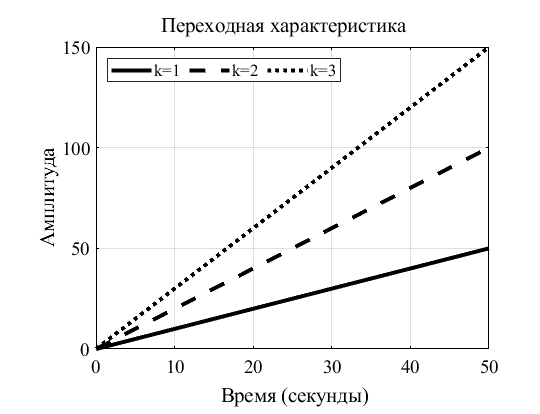 Переходная характеристика
150
k=1 k=2 k=3
100
Амплитуда
50
0
0 10 20 30 40 50
Время (секунды)